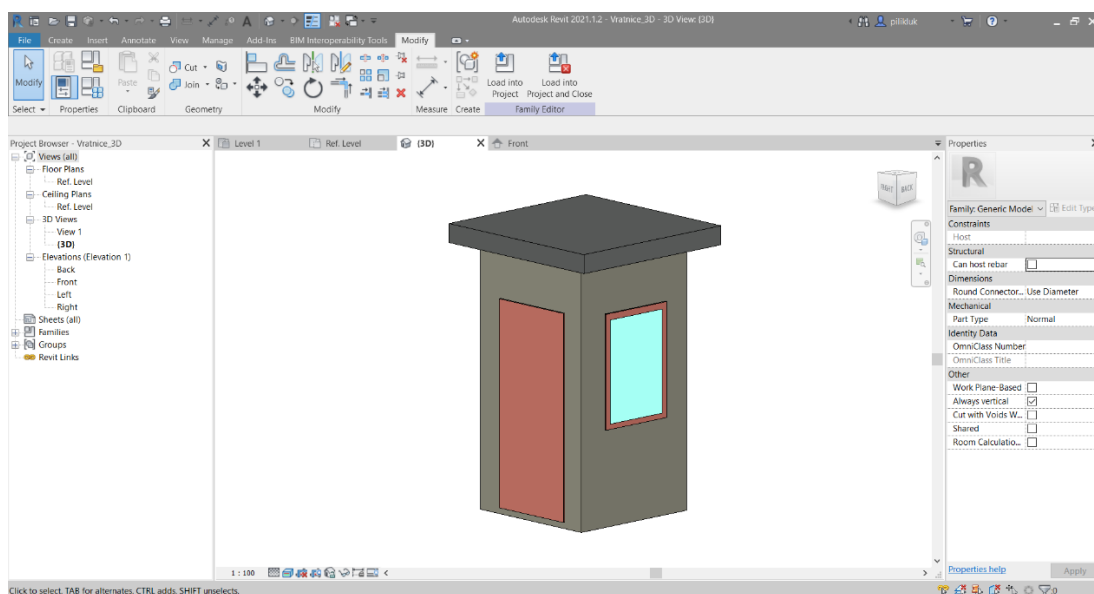 Autodesk Revit 2021.1.2 - Vratnice_3D - 3D View: {3D}
pilikluk
File Create Insert Annotate View Manage Add-Ins BIM Interoperability Tools Modify
Modify
Paste
Cut
Join
Load into Project
Load into Project and Close
Select Properties Clipboard Geometry Modify Measure Create Family Editor
Project Browser - Vratnice_3D
Level 1 Ref. Level {3D} Front
Properties
Views (all)
Floor Plans
Ref. Level
Ceiling Plans
Ref. Level
3D Views
View 1
{3D}
Elevations (Elevation 1)
Back
Front
Left
Right
Sheets (all)
Families
Groups
Revit Links
RIGHT BACK
R
Family: Generic Model Edit Type
Constraints
Host
Structural
Can host rebar
Dimensions
Round Connector... Use Diameter
Mechanical
Part Type Normal
Identity Data
OmniClass Number
OmniClass Title
Other
Work Plane-Based
Always vertical
Cut with Voids W...
Shared
Room Calculatio...
1 : 100
Properties help Apply
Click to select, TAB for alternates, CTRL adds, SHIFT unselects.
:0